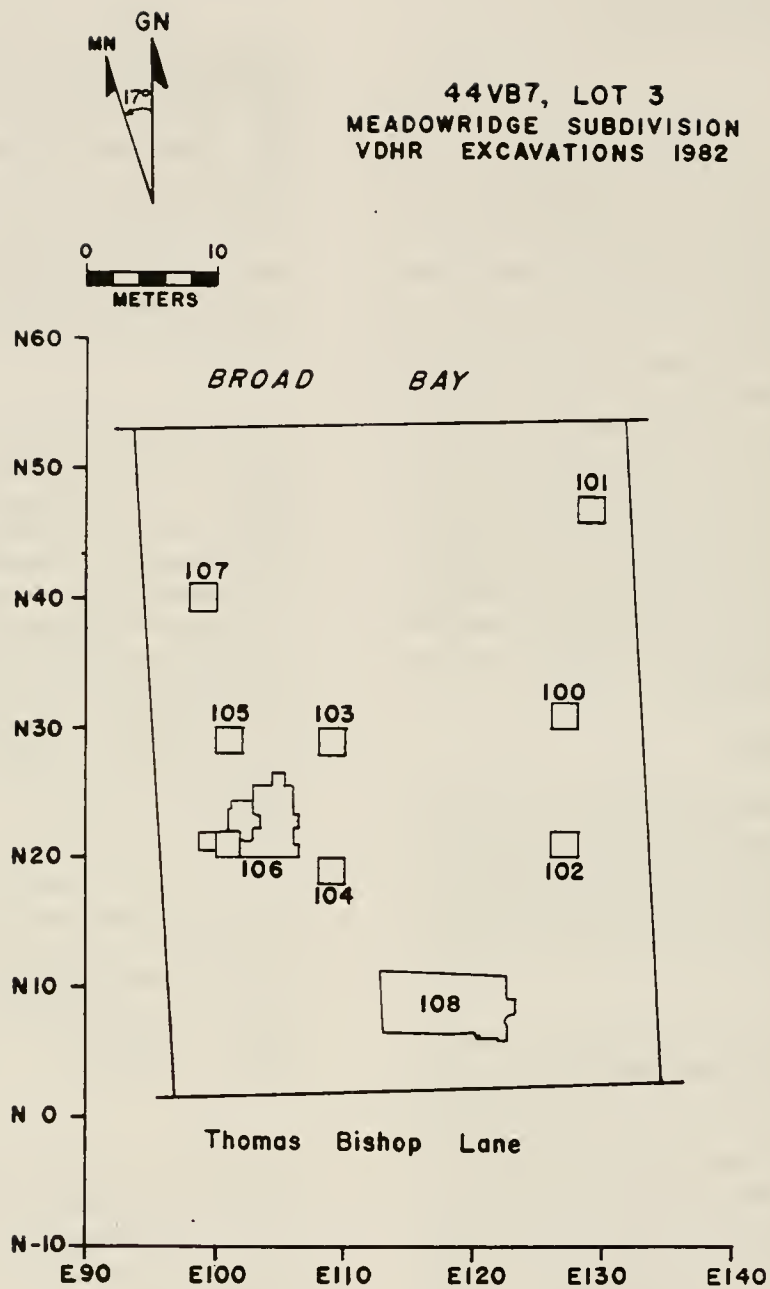 GN
MN
17°
44VB7, LOT 3
MEADOWRIDGE SUBDIVISION
VDHR EXCAVATIONS 1982
0 10
METERS
N60
BROAD BAY
N50
101
107
N40
100
105 103
N30
N20
106
102
104
N10
108
N 0
Thomas Bishop Lane
N-10
E90 E100 E110 E120 E130 E140